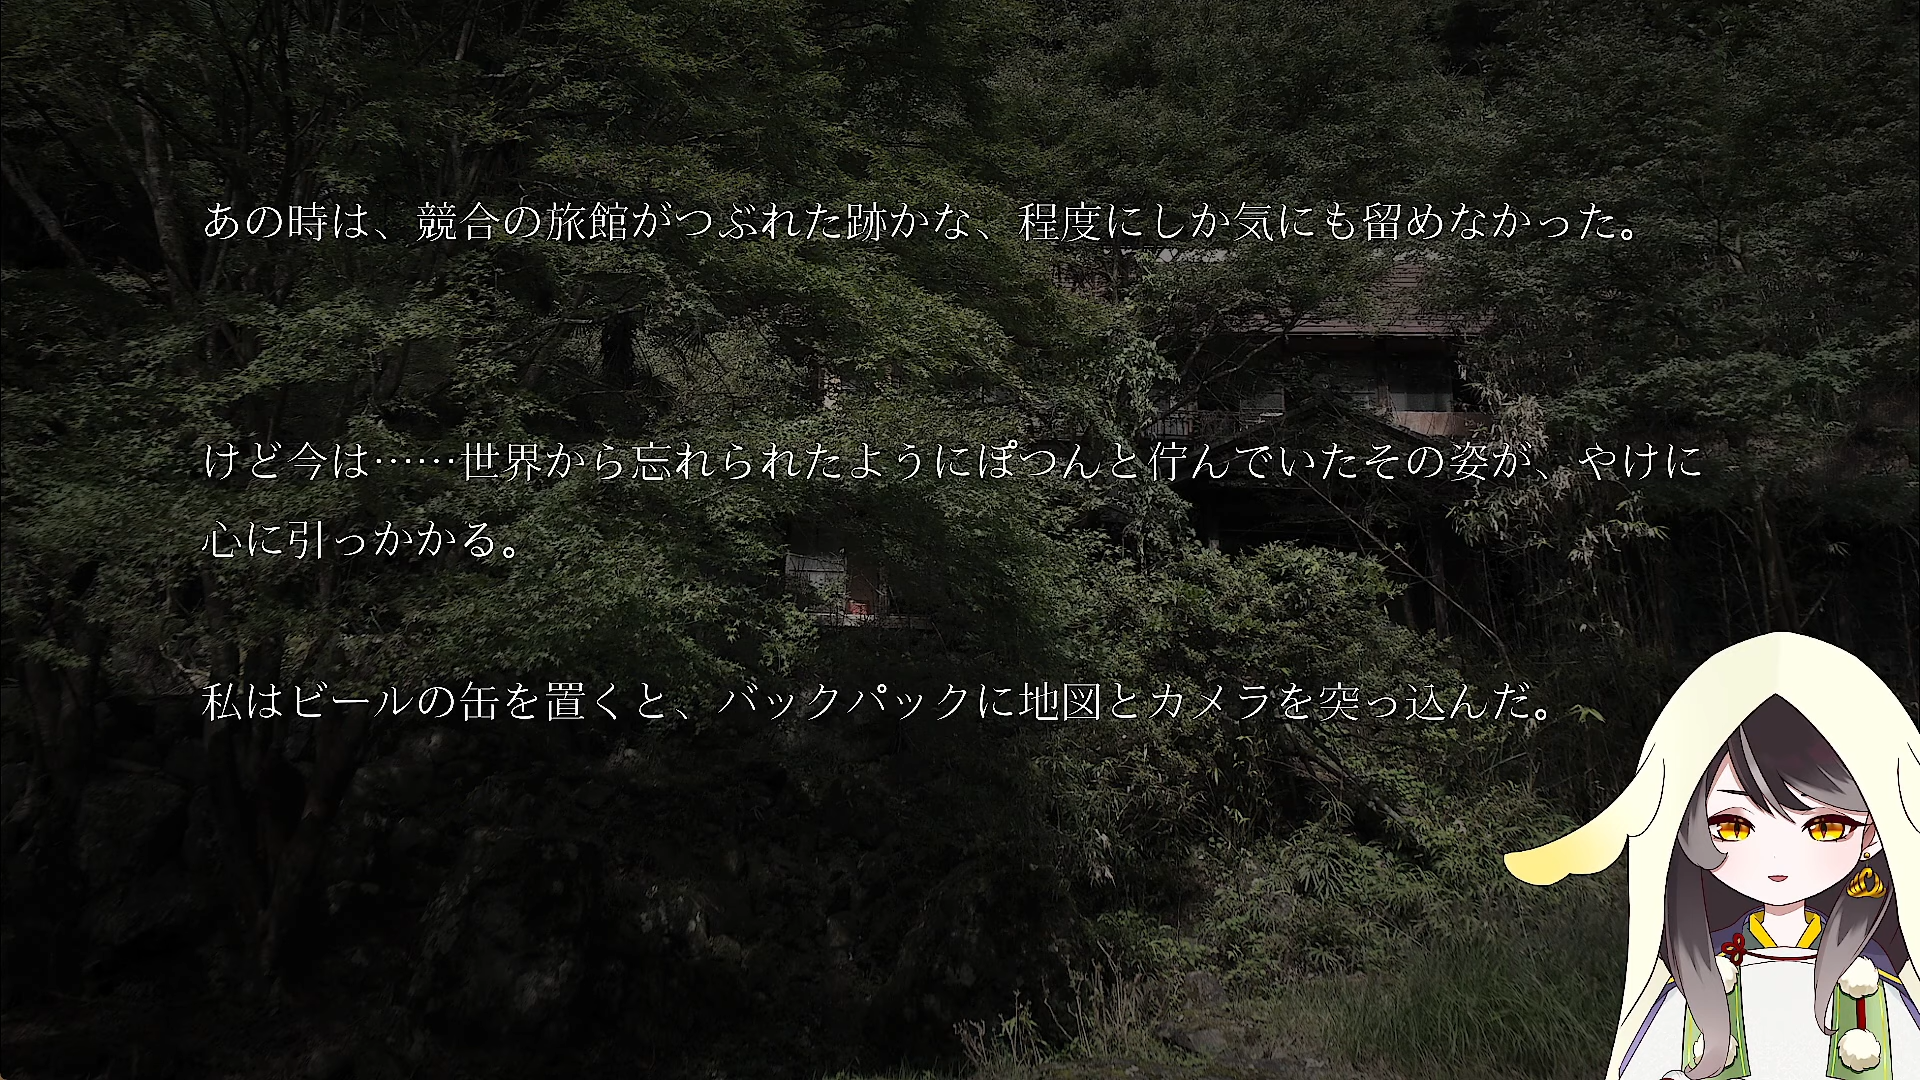 あの時は、競合の旅館がつぶれた跡かな、程度にしか気にも留めなかった。
けど今は……世界から忘れられたようにぽつんと佇んでいたその姿が、やけに
心に引っかかる。
私はビールの缶を置くと、バックパックに地図とカメラを突っ込んだ。